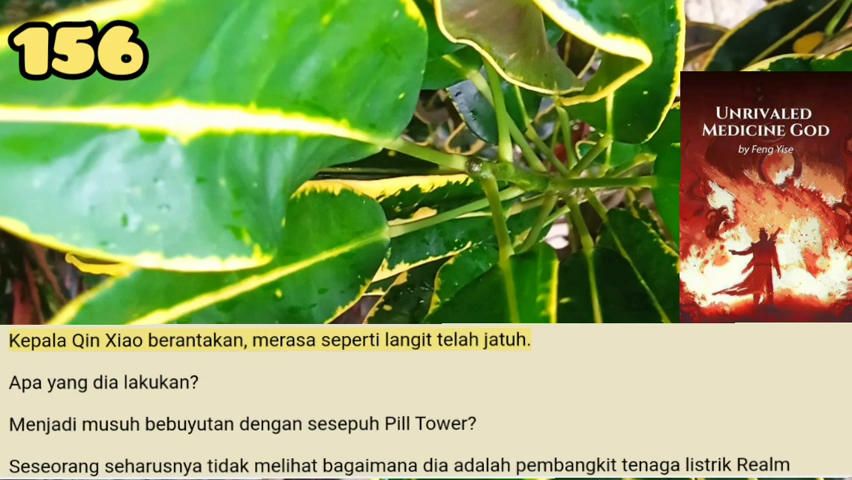 156
UNRIVALED
MEDICINE GOD
by Feng Yise
Kepala Qin Xiao berantakan, merasa seperti langit telah jatuh.
Apa yang dia lakukan?
Menjadi musuh bebuyutan dengan sesepuh Pill Tower?
Seseorang seharusnya tidak melihat bagaimana dia adalah pembangkit tenaga listrik Realm